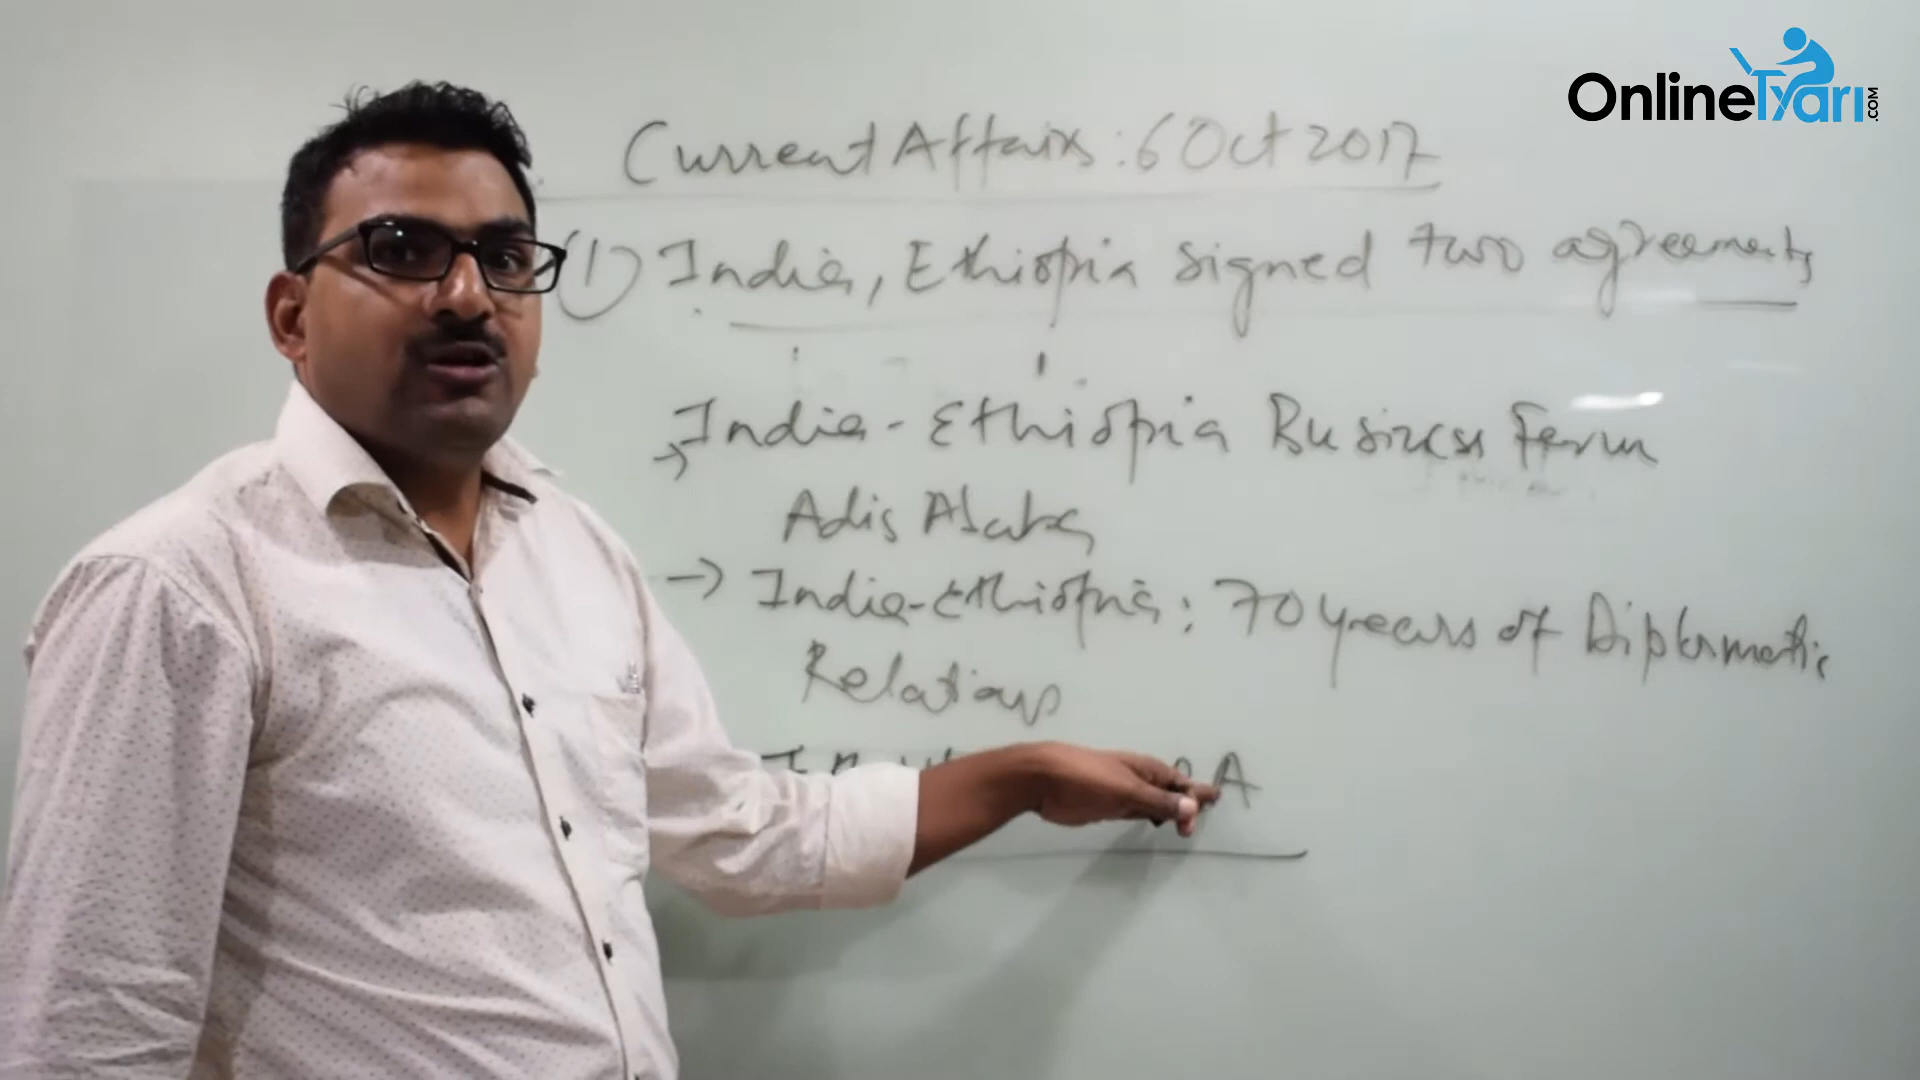 OnlineTyari.COM
Current Affairs : 6 Oct 2017
(1) India, Ethiopia signed two agreements
→ India - Ethiopia Business Forum
Adis Ababa
→ India-Ethiopia : 70 years of Diplomatic
Relations